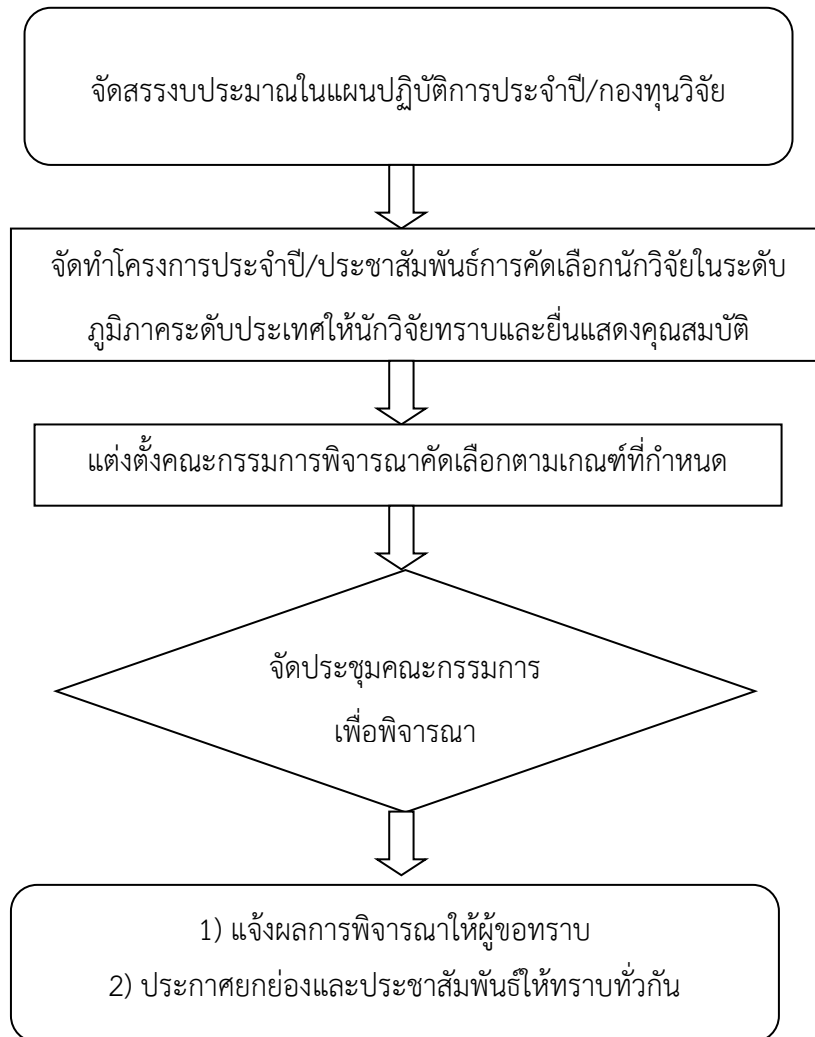 จัดสรรงบประมาณในแผนปฏิบัติการประจำปี/กองทุนวิจัย
จัดทำโครงการประจำปี/ประชาสัมพันธ์การคัดเลือกนักวิจัยในระดับ
ภูมิภาคระดับประเทศให้นักวิจัยทราบและยื่นแสดงคุณสมบัติ
แต่งตั้งคณะกรรมการพิจารณาคัดเลือกตามเกณฑ์ที่กำหนด
จัดประชุมคณะกรรมการ
เพื่อพิจารณา
1) แจ้งผลการพิจารณาให้ผู้ขอทราบ
2) ประกาศยกย่องและประชาสัมพันธ์ให้ทราบทั่วกัน